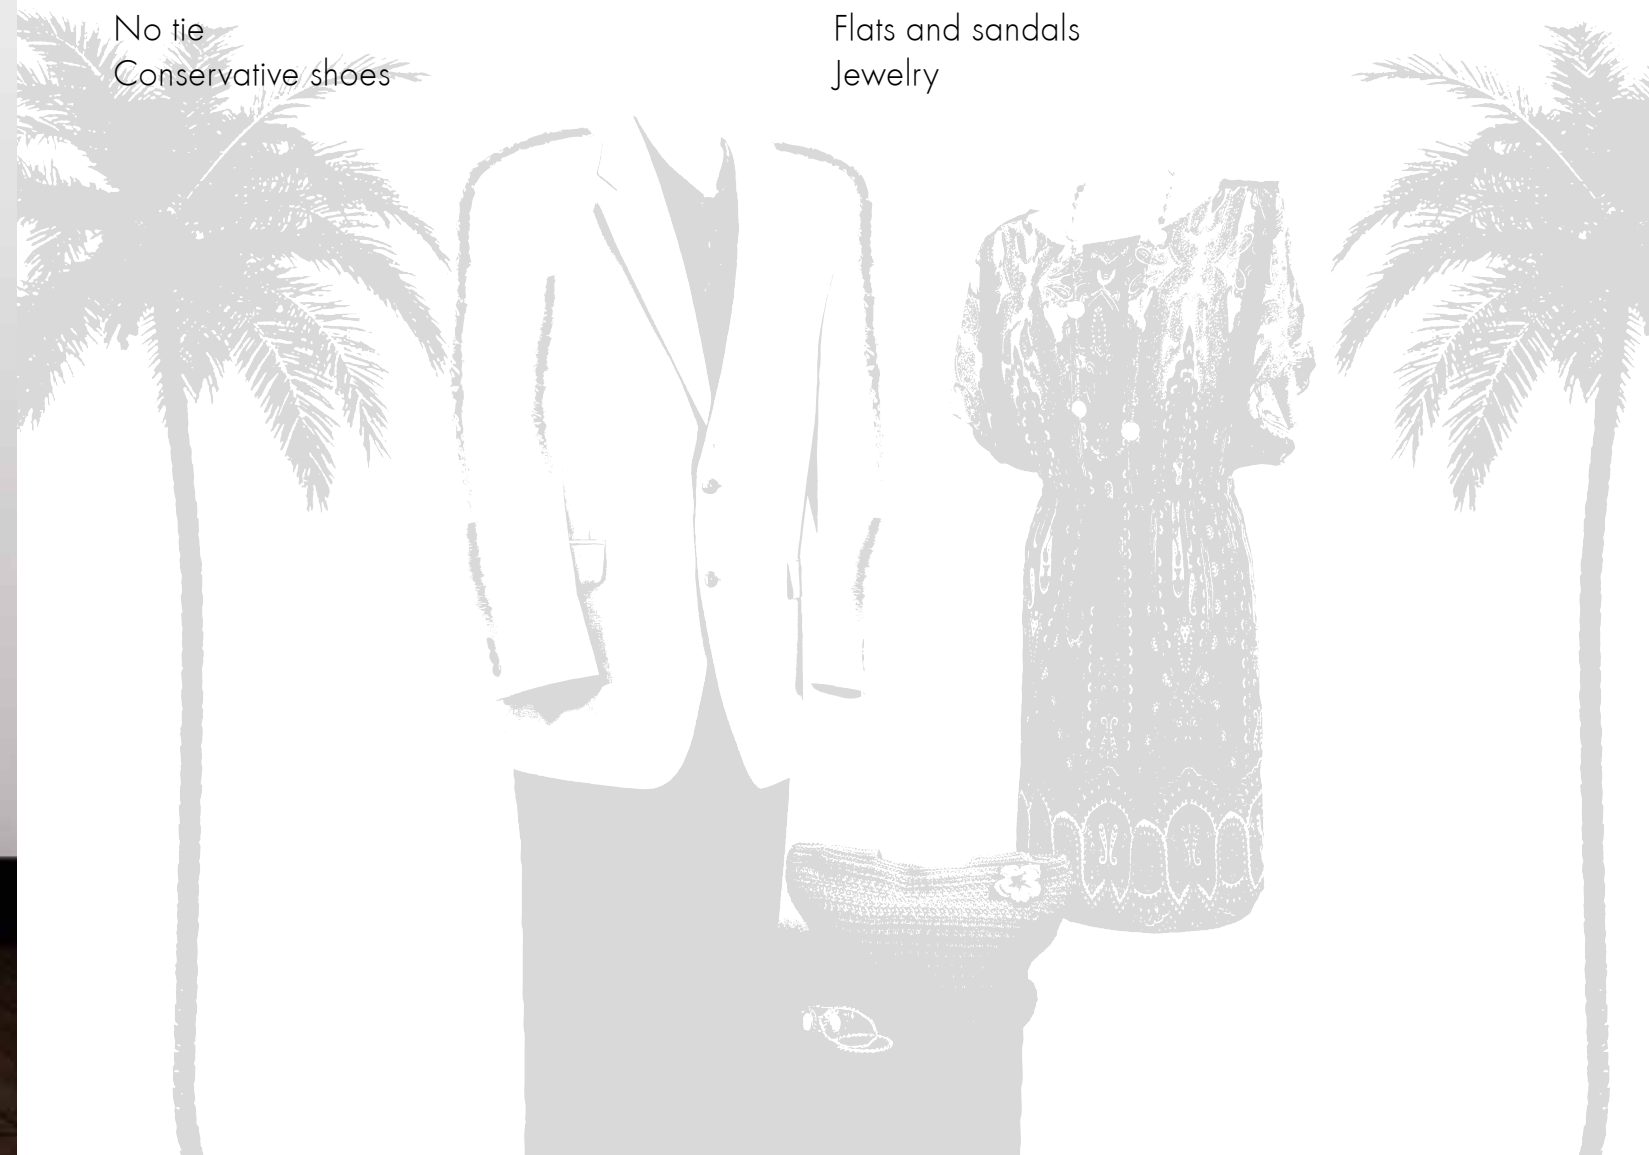 No tie
Conservative shoes
Flats and sandals
Jewelry